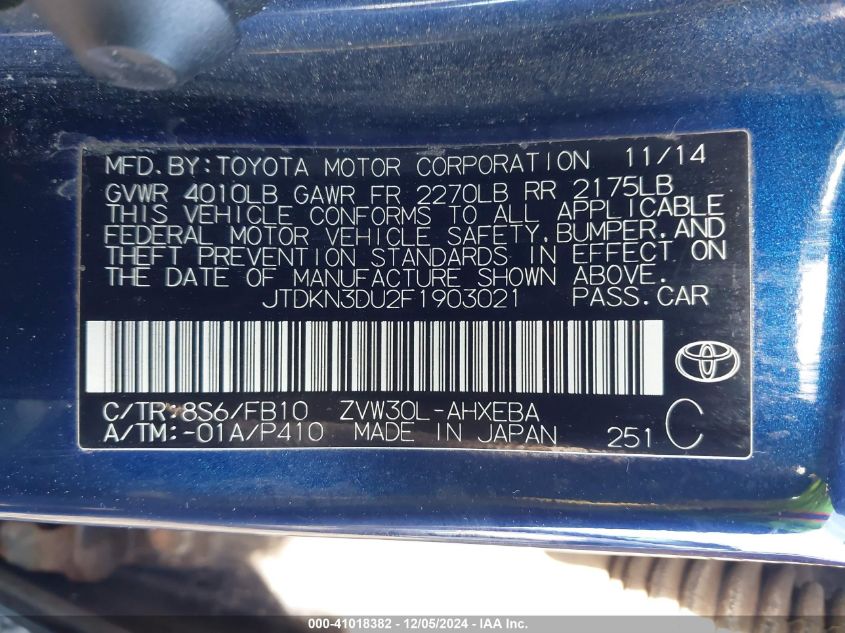 MFD.BY:TOYOTA MOTOR CORPORATION 11/14
GVWR 4010LB GAWR FR 2270LB RR 2175LB
THIS VEHICLE CONFORMS TO ALL APPLICABLE
FEDERAL MOTOR VEHICLE SAFETY,BUMPER,AND
THEFT PREVENTION STANDARDS IN EFFECT ON
THE DATE OF MANUFACTURE SHOWN ABOVE.
JTDKN3DU2F1903021 PASS.CAR
C/TR:8S6/FB10 ZVW30L-AHXEBA
A/TM:-01A/P410 MADE IN JAPAN 251 C
000-41018382 - 12/05/2024 - IAA Inc.